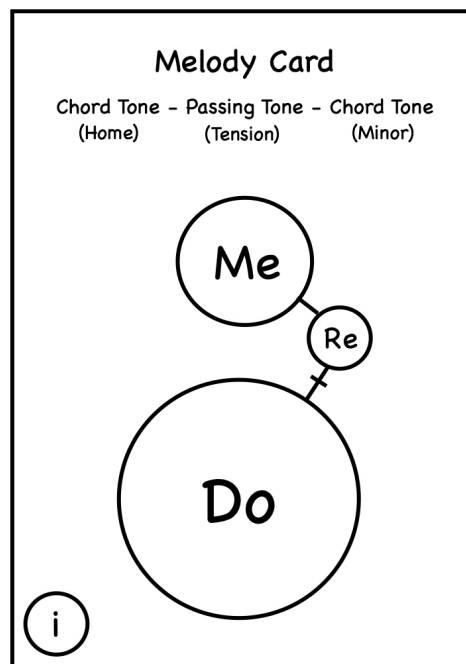 Melody Card
Chord Tone - Passing Tone - Chord Tone
(Home) (Tension) (Minor)
Me
Re
Do
i